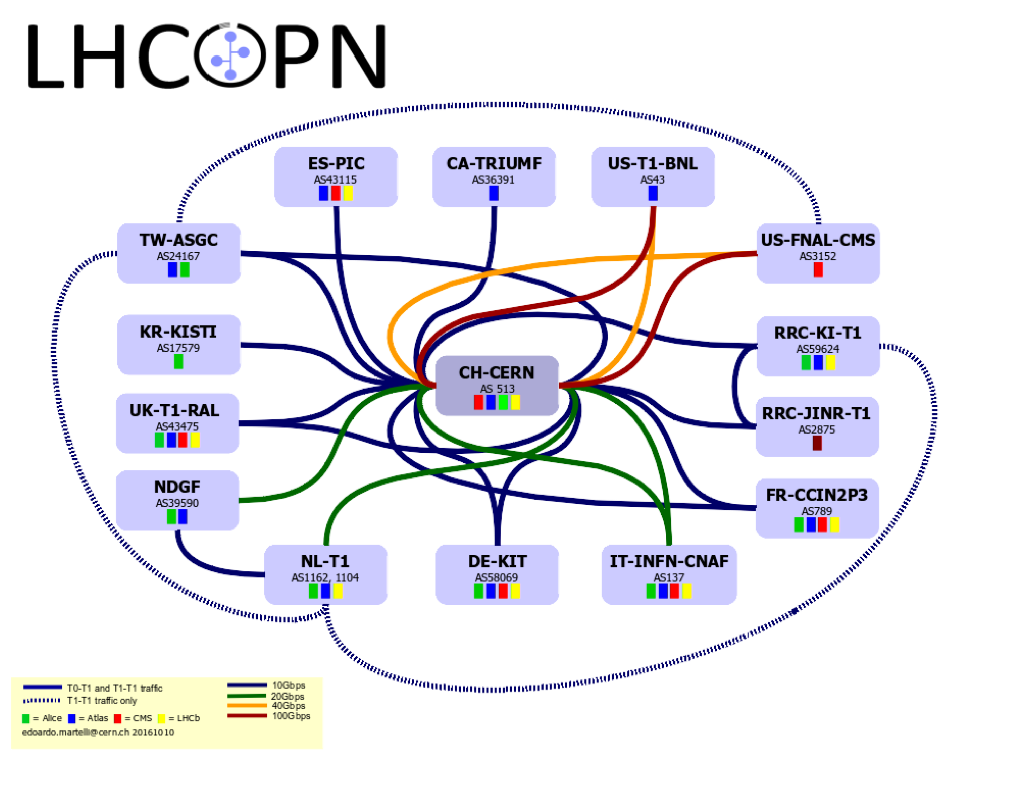 LHCOPN
ES-PIC
AS43115
CA-TRIUMF
AS36391
US-T1-BNL
AS43
TW-ASGC
AS24167
US-FNAL-CMS
AS3152
KR-KISTI
AS17579
RRC-KI-T1
AS59624
CH-CERN
AS 513
UK-T1-RAL
AS43475
RRC-JINR-T1
AS2875
NDGF
AS39590
FR-CCIN2P3
AS789
NL-T1
AS1162, 1104
DE-KIT
AS58069
IT-INFN-CNAF
AS137
T0-T1 and T1-T1 traffic
T1-T1 traffic only
= Alice = Atlas = CMS = LHCb
edoardo.martelli@cern.ch 20161010
10Gbps
20Gbps
40Gbps
100Gbps